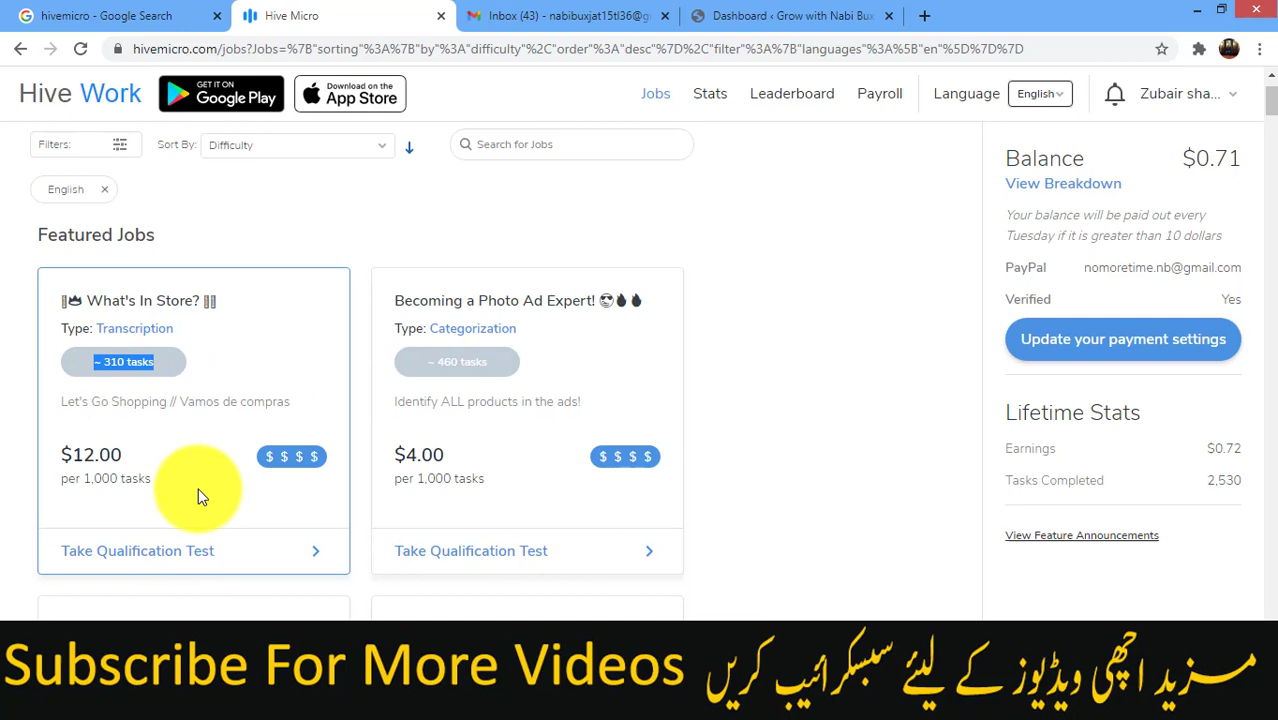 hivemicro - Google Search
Hive Micro
Inbox (43) - nabibuxjat15tl36@g
Dashboard ‹ Grow with Nabi Bux
hivemicro.com/jobs?Jobs=%7B"sorting"%3A%7B"by"%3A"difficulty"%2C"order"%3A"desc"%7D%2C"filter"%3A%7B"languages"%3A%5B"en"%5D%7D%7D
Hive Work
GET IT ON
Google Play
Download on the
App Store
Jobs
Stats
Leaderboard
Payroll
Language
English
Zubair sha...
Filters:
Sort By:
Difficulty
Search for Jobs
English
Featured Jobs
What's In Store?
Type: Transcription
~ 310 tasks
Let's Go Shopping // Vamos de compras
$12.00
$ $ $ $
per 1,000 tasks
Take Qualification Test
Becoming a Photo Ad Expert! 😎🔥🔥
Type: Categorization
~ 460 tasks
Identify ALL products in the ads!
$4.00
$ $ $ $
per 1,000 tasks
Take Qualification Test
Balance $0.71
View Breakdown
Your balance will be paid out every
Tuesday if it is greater than 10 dollars
PayPal nomoretime.nb@gmail.com
Verified Yes
Update your payment settings
Lifetime Stats
Earnings $0.72
Tasks Completed 2,530
View Feature Announcements
Subscribe For More Videos مزید اچھی ویڈیوز کے لیئے سبسکرائیب کریں